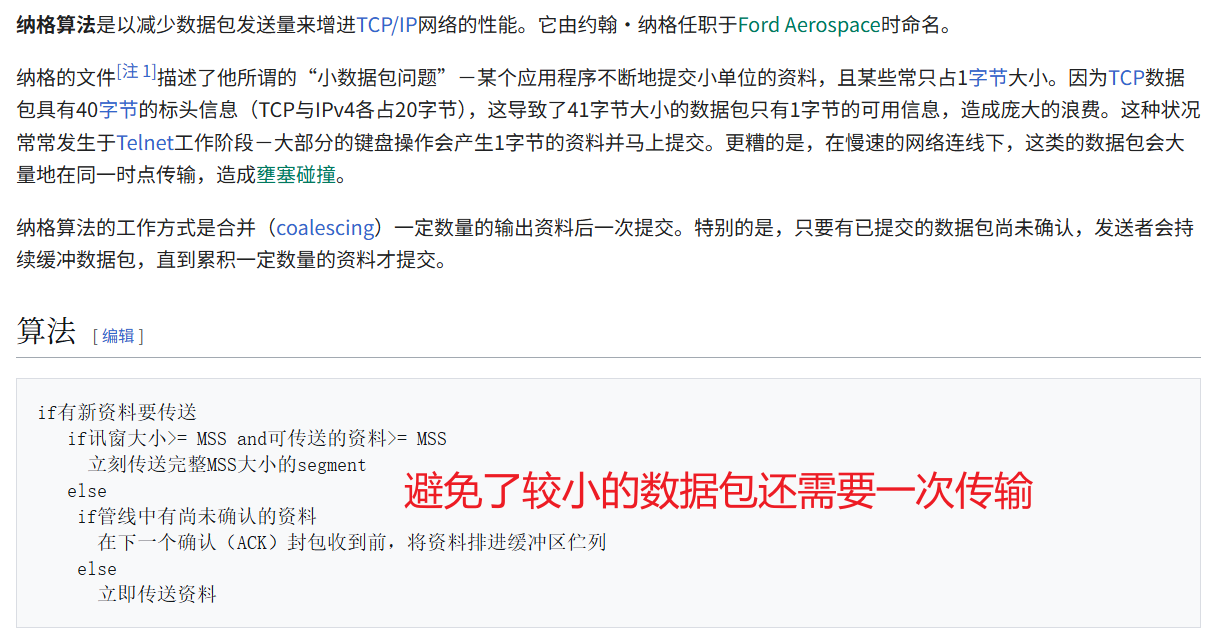 纳格算法是以减少数据包发送量来增进TCP/IP网络的性能。它由约翰·纳格任职于Ford Aerospace时命名。
纳格的文件[注 1]描述了他所谓的“小数据包问题”－某个应用程序不断地提交小单位的资料，且某些常只占1字节大小。因为TCP数据
包具有40字节的标头信息（TCP与IPv4各占20字节），这导致了41字节大小的数据包只有1字节的可用信息，造成庞大的浪费。这种状况
常常发生于Telnet工作阶段－大部分的键盘操作会产生1字节的资料并马上提交。更糟的是，在慢速的网络连线下，这类的数据包会大
量地在同一时点传输，造成壅塞碰撞。
纳格算法的工作方式是合并（coalescing）一定数量的输出资料后一次提交。特别的是，只要有已提交的数据包尚未确认，发送者会持
续缓冲数据包，直到累积一定数量的资料才提交。
算法 [ 编辑 ]
if有新资料要传送
if讯窗大小>= MSS and可传送的资料>= MSS
立刻传送完整MSS大小的segment
else
避免了较小的数据包还需要一次传输
if管线中有尚未确认的资料
在下一个确认（ACK）封包收到前，将资料排进缓冲区伫列
else
立即传送资料